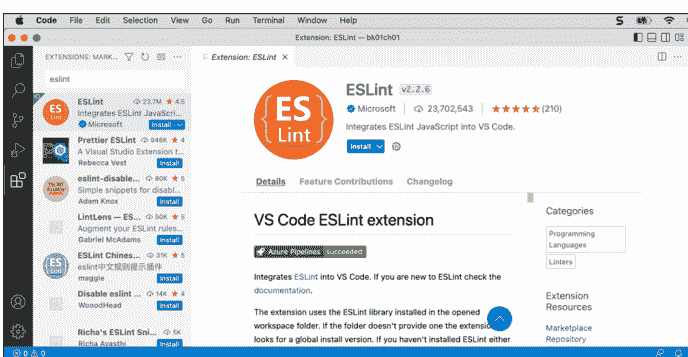 Code File Edit Selection View Go Run Terminal Window Help
Extension: ESLint — bk01ch01
EXTENSIONS: MARK...
Extension: ESLint
eslint
ESLint 23.7M 4.5
Integrates ESLint JavaScri...
Microsoft Install
Prettier ESLint 946K 4
A Visual Studio Extension t...
Rebecca Vest Install
eslint-disable... 80K 5
Simple snippets for disabl...
Adam Knox Install
LintLens — ES... 50K 5
Augment your ESLint rules...
Gabriel McAdams Install
ESLint Chines... 31K 5
eslint中文规则提示插件
maggie Install
Disable eslint ... 14K 4
WooodHead Install
Richa's ESLint Sni... 5K
Richa Avasthi Install
ES
Lint
ESLint v2.2.6
Microsoft 23,702,543 (210)
Integrates ESLint JavaScript into VS Code.
Install
Details Feature Contributions Changelog
VS Code ESLint extension
Azure Pipelines succeeded
Integrates ESLint into VS Code. If you are new to ESLint check the
documentation.
The extension uses the ESLint library installed in the opened
workspace folder. If the folder doesn't provide one the extension
looks for a global install version. If you haven't installed ESLint either
Categories
Programming
Languages
Linters
Extension
Resources
Marketplace
Repository
0 0